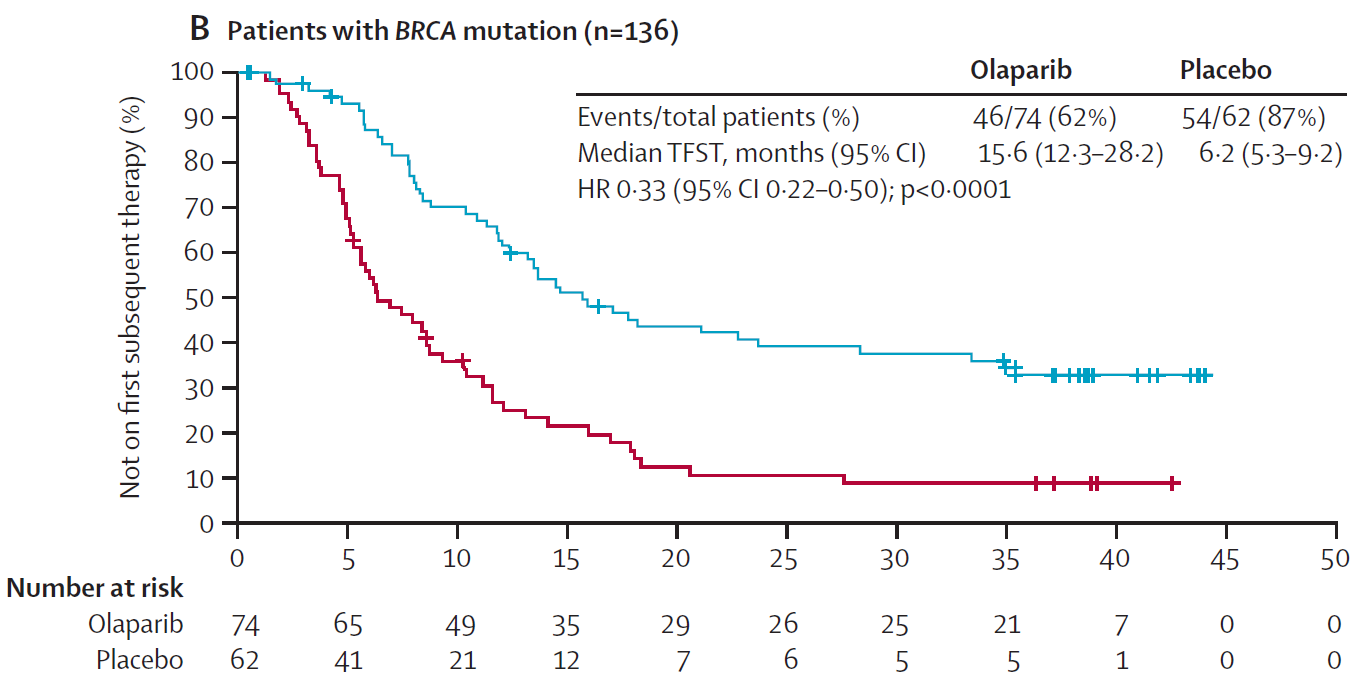 B Patients with BRCA mutation (n=136)
Olaparib Placebo
Events/total patients (%) 46/74 (62%) 54/62 (87%)
Median TFST, months (95% CI) 15·6 (12·3–28·2) 6·2 (5·3–9·2)
HR 0·33 (95% CI 0·22–0·50); p<0·0001
Not on first subsequent therapy (%)
100
90
80
70
60
50
40
30
20
10
0
0 5 10 15 20 25 30 35 40 45 50
Number at risk
Olaparib 74 65 49 35 29 26 25 21 7 0 0
Placebo 62 41 21 12 7 6 5 5 1 0 0